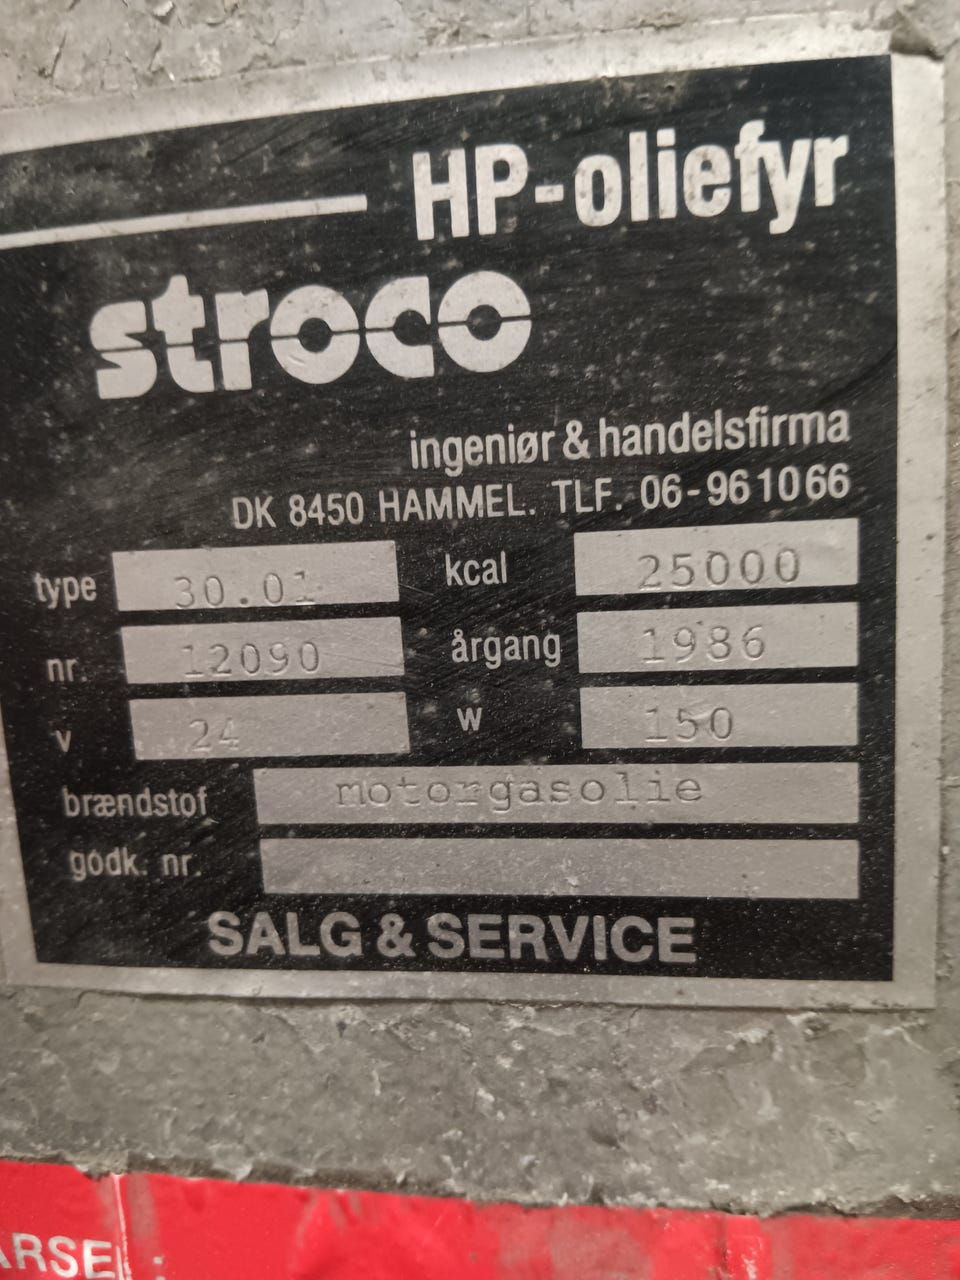 HP-oliefyr
stroco
ingeniør & handelsfirma
DK 8450 HAMMEL. TLF. 06-961066
type 30.01 kcal 25000
nr. 12090 årgang 1986
v 24 w 150
brændstof motorgasolie
godk. nr.
SALG & SERVICE